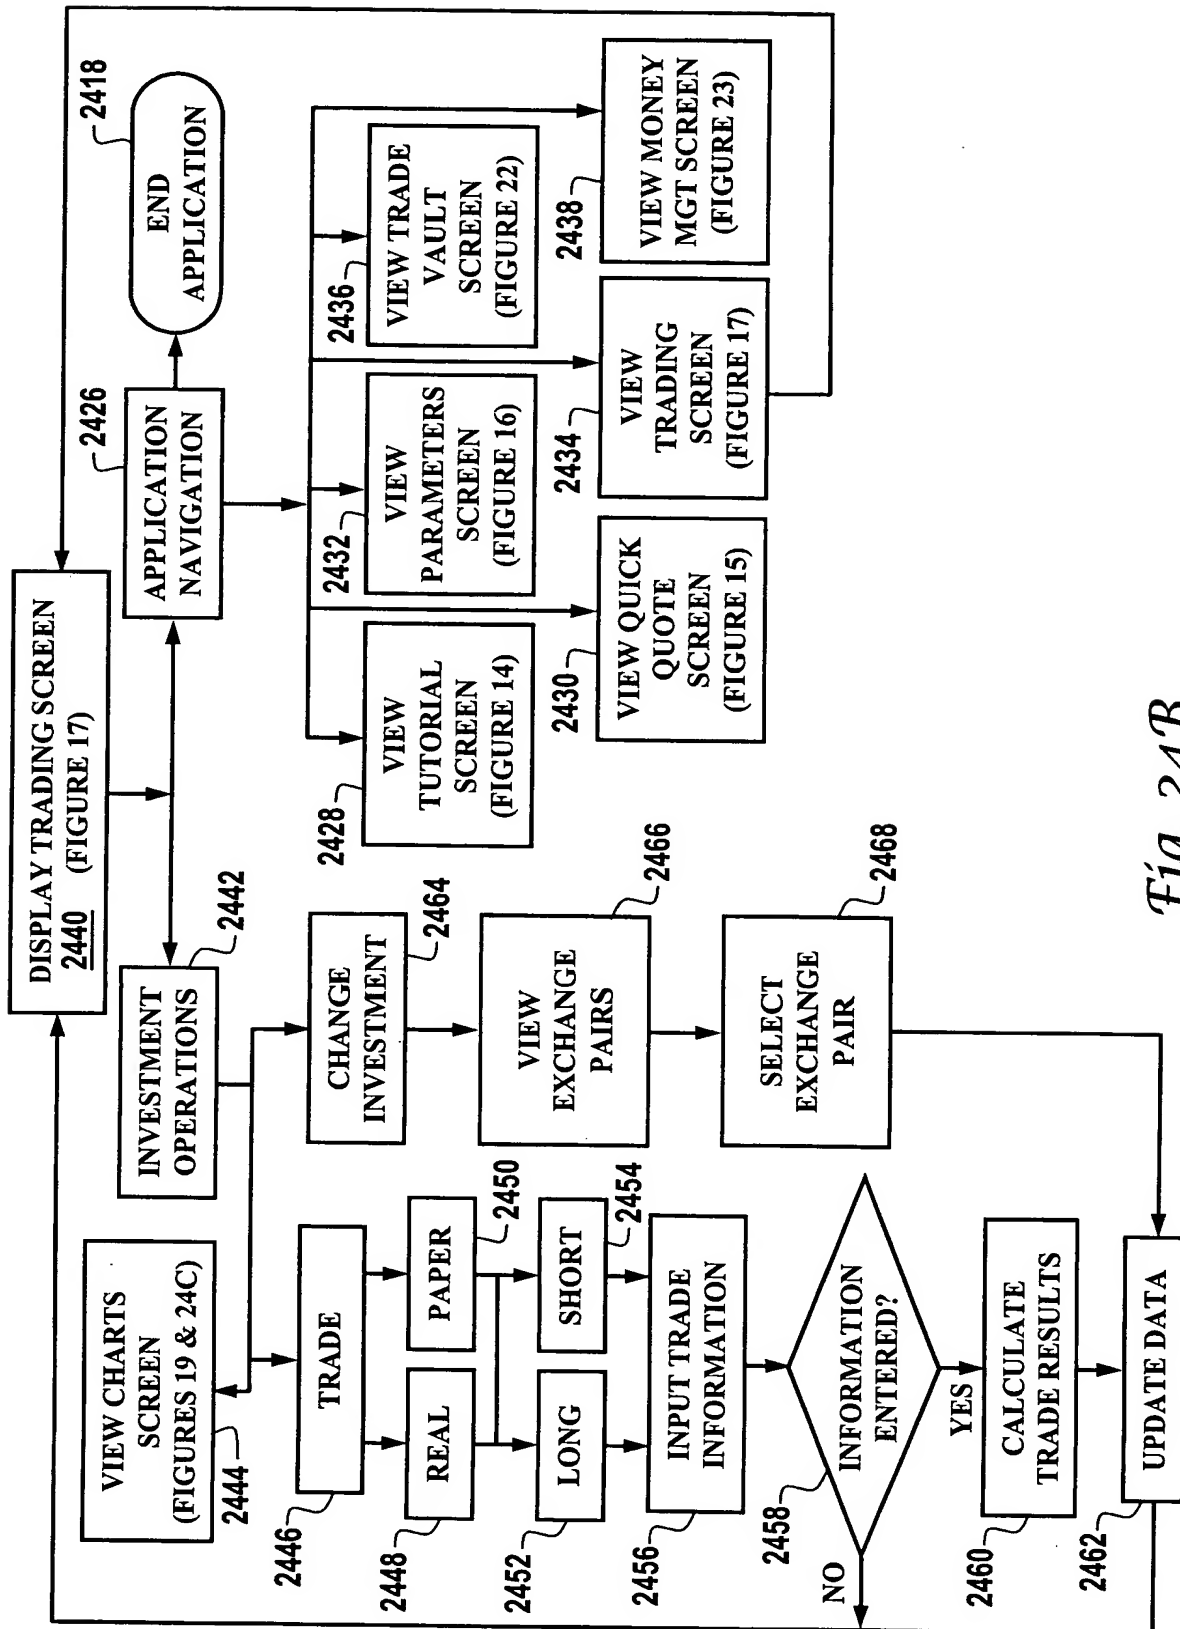 DISPLAY TRADING SCREEN
2440 (FIGURE 17)
INVESTMENT
OPERATIONS
2442
APPLICATION
NAVIGATION
2426
END
APPLICATION
2418
VIEW CHARTS
SCREEN
(FIGURES 19 & 24C)
2444
TRADE
2446
REAL
2448
PAPER
2450
LONG
2452
SHORT
2454
INPUT TRADE
INFORMATION
2456
INFORMATION
ENTERED?
2458
NO
YES
CALCULATE
TRADE RESULTS
2460
UPDATE DATA
2462
CHANGE
INVESTMENT
2464
VIEW
EXCHANGE
PAIRS
2466
SELECT
EXCHANGE
PAIR
2468
VIEW
TUTORIAL
SCREEN
(FIGURE 14)
2428
VIEW QUICK
QUOTE
SCREEN
(FIGURE 15)
2430
VIEW
PARAMETERS
SCREEN
(FIGURE 16)
2432
VIEW
TRADING
SCREEN
(FIGURE 17)
2434
VIEW TRADE
VAULT
SCREEN
(FIGURE 22)
2436
VIEW MONEY
MGT SCREEN
(FIGURE 23)
2438
Fig. 24B